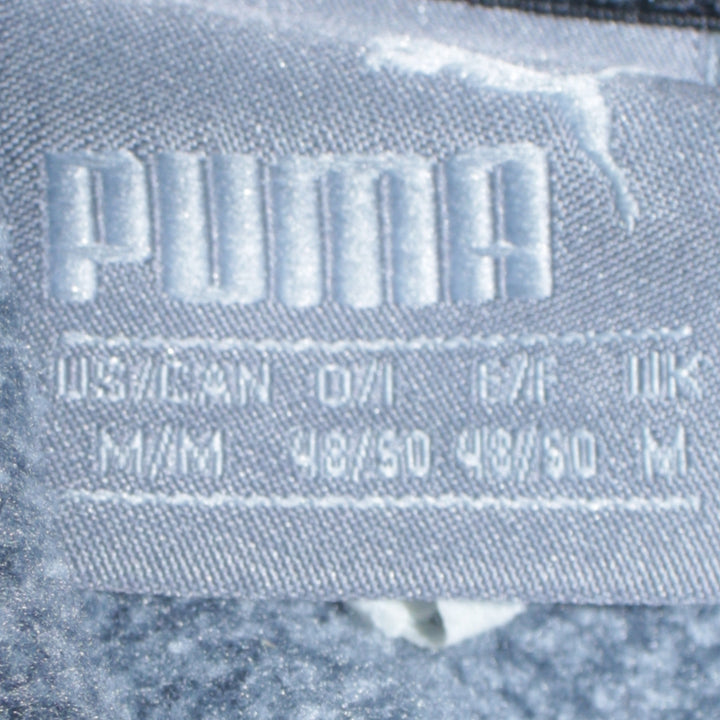 PUMA
US/CAN D/I E/F UK
M/M 48/50 48/50 M